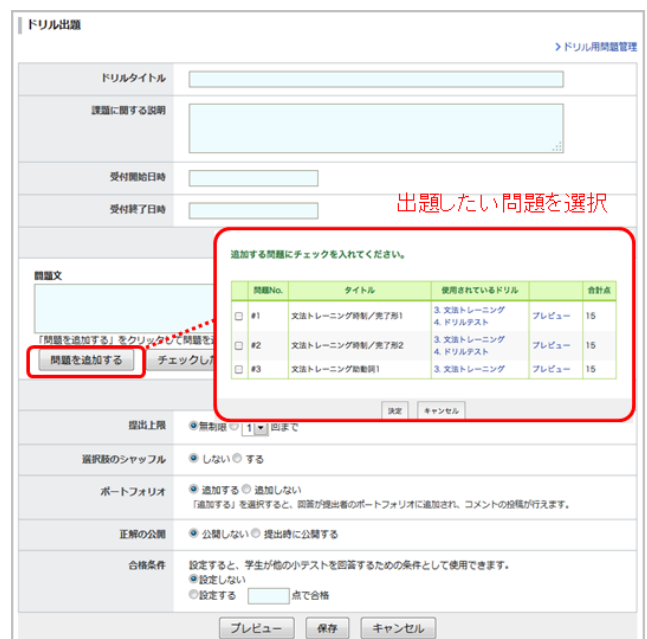 ドリル出題
> ドリル用問題管理
ドリルタイトル
課題に関する説明
受付開始日時
受付終了日時
出題したい問題を選択
追加する問題にチェックを入れてください。
問題No. タイトル 使用されているドリル 合計点
#1 文法トレーニング時制／完了形1 3. 文法トレーニング プレビュー 15
4. ドリルテスト
#2 文法トレーニング時制／完了形2 3. 文法トレーニング プレビュー 15
4. ドリルテスト
#3 文法トレーニング助動詞1 3. 文法トレーニング プレビュー 15
決定 キャンセル
問題文
「問題を追加する」をクリックして問題を
問題を追加する チェックした
提出上限 無制限 1 回まで
選択肢のシャッフル しない する
ポートフォリオ 追加する 追加しない
「追加する」を選択すると、回答が提出者のポートフォリオに追加され、コメントの投稿が行えます。
正解の公開 公開しない 提出時に公開する
合格条件 設定すると、学生が他の小テストを回答するための条件として使用できます。
設定しない
設定する 点で合格
プレビュー 保存 キャンセル